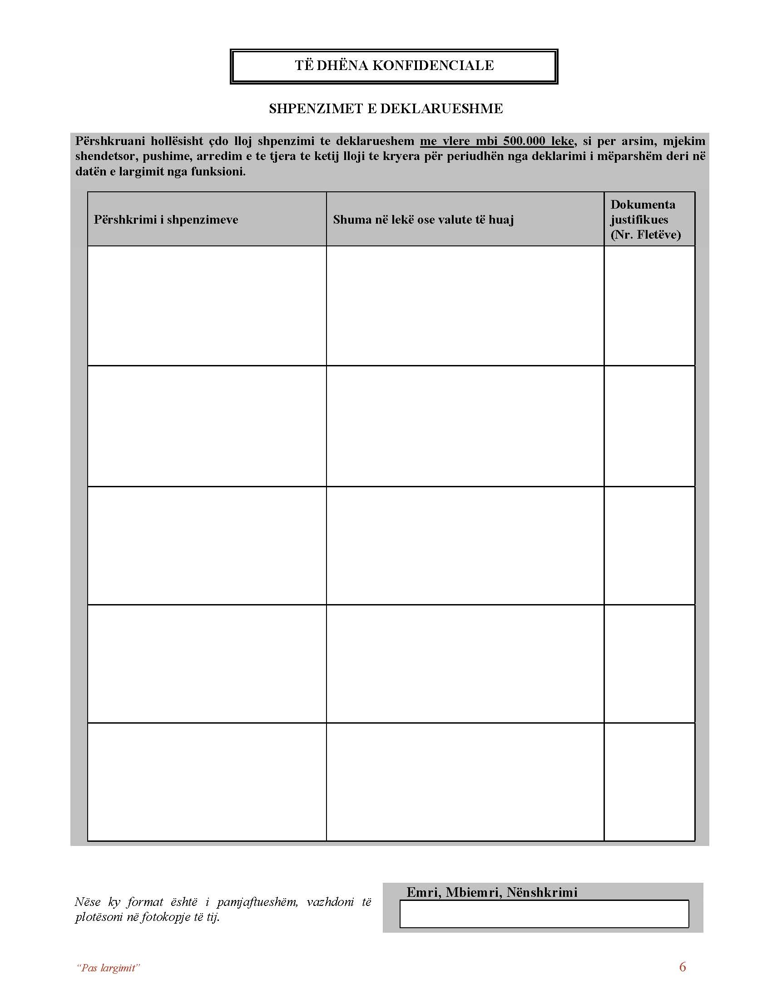 TË DHËNA KONFIDENCIALE
SHPENZIMET E DEKLARUESHME
Përshkruani hollësisht çdo lloj shpenzimi te deklarueshem me vlere mbi 500.000 leke, si per arsim, mjekim
shendetsor, pushime, arredim e te tjera te ketij lloji te kryera për periudhën nga deklarimi i mëparshëm deri në
datën e largimit nga funksioni.
Përshkrimi i shpenzimeve
Shuma në lekë ose valute të huaj
Dokumenta
justifikues
(Nr. Fletëve)
Nëse ky format është i pamjaftueshëm, vazhdoni të
plotësoni në fotokopje të tij.
Emri, Mbiemri, Nënshkrimi
“Pas largimit”
6